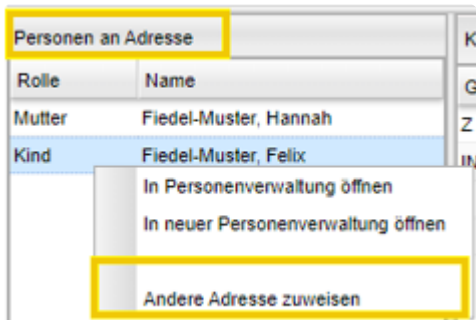 Personen an Adresse
K
Rolle Name
G
Mutter Fiedel-Muster, Hannah
Z
Kind Fiedel-Muster, Felix
IN
In Personenverwaltung öffnen
In neuer Personenverwaltung öffnen
Andere Adresse zuweisen